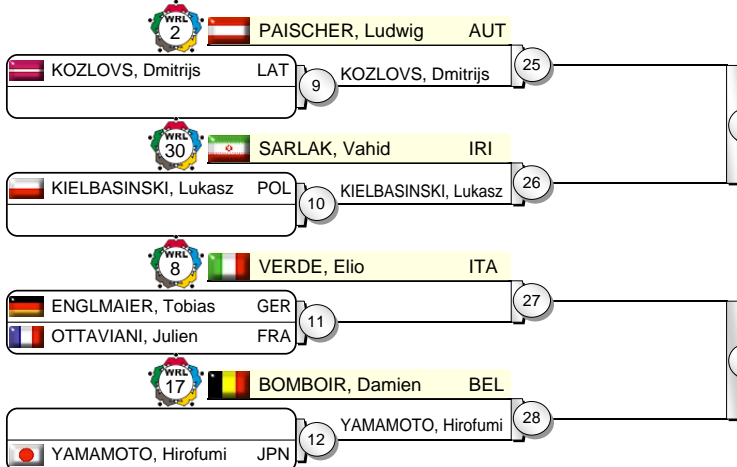 WRL 2 PAISCHER, Ludwig AUT
KOZLOVS, Dmitrijs LAT
9 KOZLOVS, Dmitrijs 25
WRL 30 SARLAK, Vahid IRI
KIELBASINSKI, Lukasz POL
10 KIELBASINSKI, Lukasz 26
WRL 8 VERDE, Elio ITA
27
ENGLMAIER, Tobias GER
11
OTTAVIANI, Julien FRA
WRL 17 BOMBOIR, Damien BEL
YAMAMOTO, Hirofumi 28
12
YAMAMOTO, Hirofumi JPN